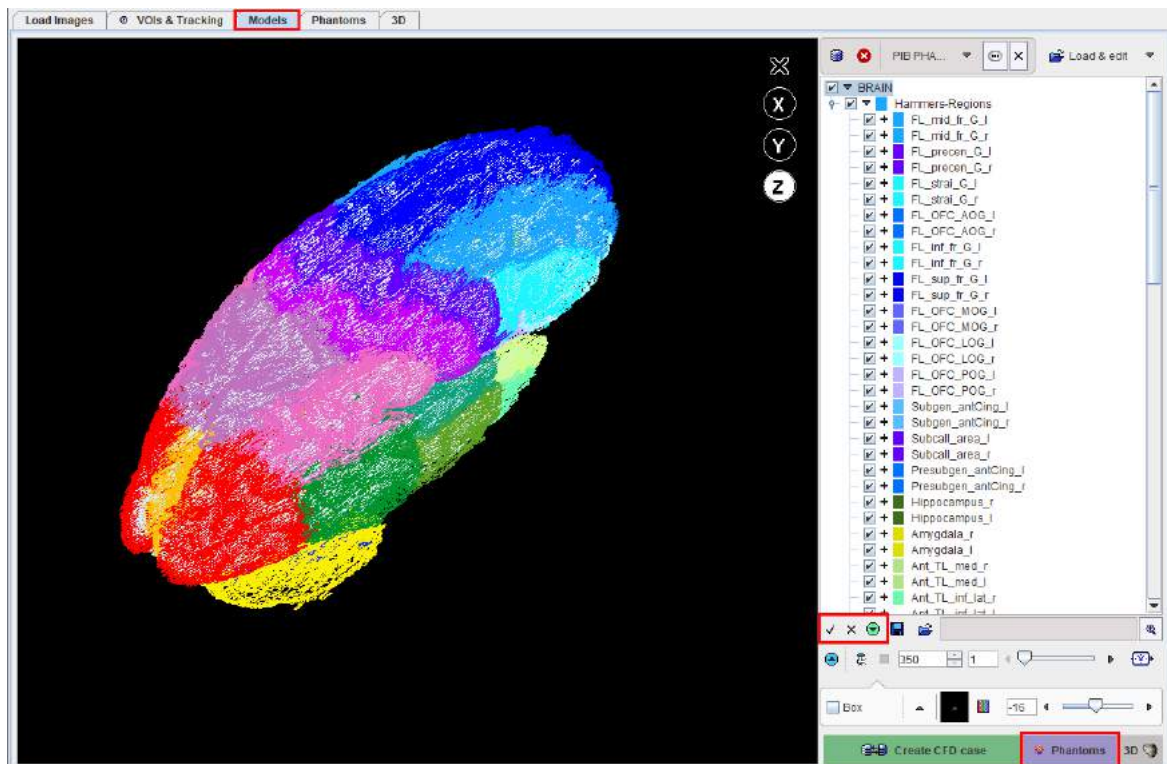 Load Images VOIs & Tracking Models Phantoms 3D
PIB PHA... Load & edit
X
Y
Z
BRAIN
Hammers-Regions
FL_mid_fr_G_l
FL_mid_fr_G_r
FL_precen_G_l
FL_precen_G_r
FL_strai_G_l
FL_strai_G_r
FL_OFC_AOG_l
FL_OFC_AOG_r
FL_inf_fr_G_l
FL_inf_fr_G_r
FL_sup_fr_G_l
FL_sup_fr_G_r
FL_OFC_MOG_l
FL_OFC_MOG_r
FL_OFC_LOG_l
FL_OFC_LOG_r
FL_OFC_POG_l
FL_OFC_POG_r
Subgen_antCing_l
Subgen_antCing_r
Subcall_area_l
Subcall_area_r
Presubgen_antCing_l
Presubgen_antCing_r
Hippocampus_r
Hippocampus_l
Amygdala_r
Amygdala_l
Ant_TL_med_r
Ant_TL_med_l
Ant_TL_inf_lat_r
Ant_TL_inf_lat_l
350 1
Box -16
Create CFD case Phantoms 3D